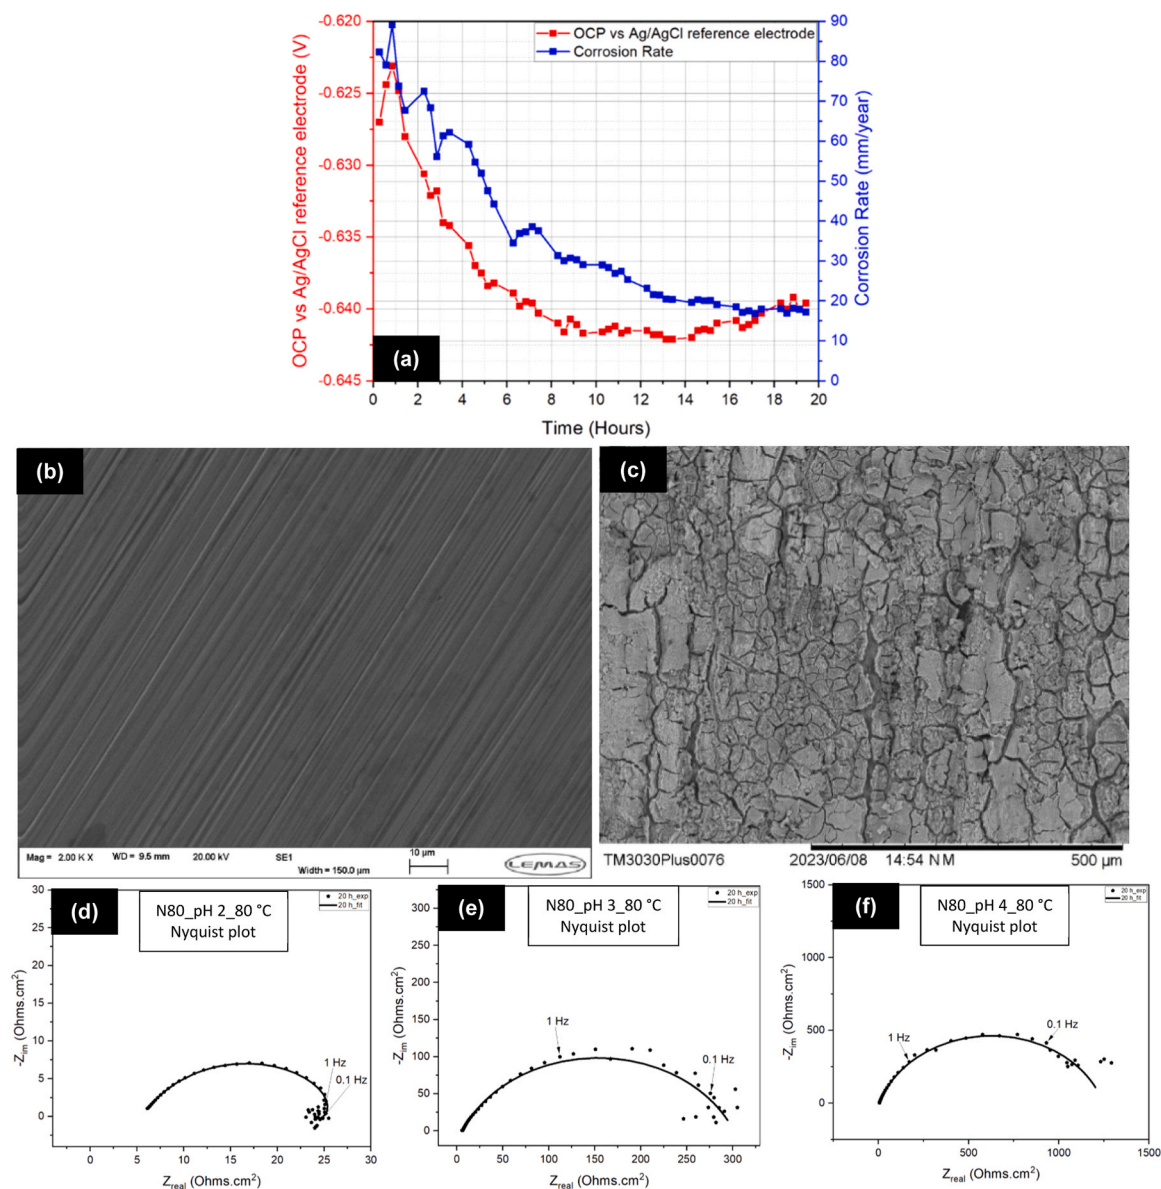 -0.620
-0.625
-0.630
-0.635
-0.640
-0.645
OCP vs Ag/AgCl reference electrode (V)
OCP vs Ag/AgCl reference electrode
Corrosion Rate
90
80
70
60
50
40
30
20
10
0
Corrosion Rate (mm/year)
(a)
0 2 4 6 8 10 12 14 16 18 20
Time (Hours)
(b)
Mag = 2.00 K X WD = 9.5 mm 20.00 kV SE1 10 µm
Width = 150.0 µm
LEMAS
(c)
TM3030Plus0076 2023/06/08 14:54 N M 500 µm
(d)
N80_pH 2_80 °C
Nyquist plot
20 h_exp
20 h_fit
30
25
20
15
10
5
0
-Zim (Ohms.cm²)
1 Hz
0.1 Hz
0 5 10 15 20 25 30
Zreal (Ohms.cm²)
(e)
N80_pH 3_80 °C
Nyquist plot
20 h_exp
20 h_fit
300
250
200
150
100
50
0
-Zim (Ohms.cm²)
1 Hz
0.1 Hz
0 50 100 150 200 250 300
Zreal (Ohms.cm²)
(f)
N80_pH 4_80 °C
Nyquist plot
20 h_exp
20 h_fit
1500
1000
500
0
-Zim (Ohms.cm²)
1 Hz
0.1 Hz
0 500 1000 1500
Zreal (Ohms.cm²)